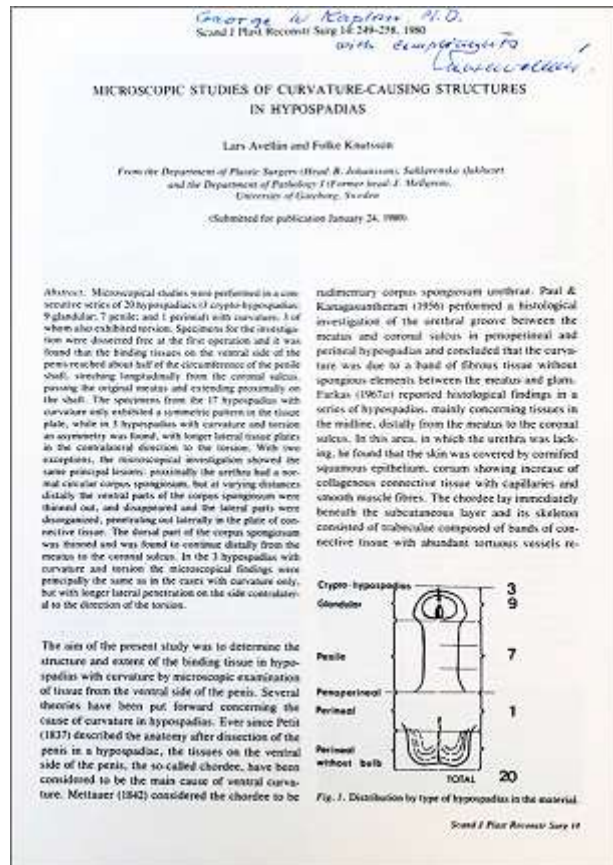 George W Kaplan, M.D.
Scand J Plast Reconstr Surg 14: 249-258, 1980
with compliments
MICROSCOPIC STUDIES OF CURVATURE-CAUSING STRUCTURES
IN HYPOSPADIAS
Lars Avellán and Folke Knutsson
From the Department of Plastic Surgery (Head: B. Johanson), Sahlgrenska sjukhuset
and the Department of Pathology I (Former head: J. Mellgren),
University of Göteborg, Sweden
(Submitted for publication January 24, 1980)
Abstract. Microscopical studies were performed in a con-
secutive series of 20 hypospadiacs (3 crypto-hypospadias;
9 glandular; 7 penile; and 1 perineal) with curvature, 3 of
whom also exhibited torsion. Specimens for the investiga-
tion were dissected free at the first operation and it was
found that the binding tissues on the ventral side of the
penis reached about half of the circumference of the penile
shaft, stretching longitudinally from the coronal sulcus,
passing the original meatus and extending proximally on
the shaft. The specimens from the 17 hypospadias with
curvature only exhibited a symmetric pattern in the tissue
plate, while in 3 hypospadias with curvature and torsion
an asymmetry was found, with longer lateral tissue plates
in the contralateral direction to the torsion. With two
exceptions, the microscopical investigation showed the
same principal lesions: proximally the urethra had a nor-
mal circular corpus spongiosum, but at varying distances
distally the ventral parts of the corpus spongiosum were
thinned out, and disappeared and the lateral parts were
disorganized, penetrating out laterally in the plate of con-
nective tissue. The dorsal part of the corpus spongiosum
was thinned and was found to continue distally from the
meatus to the coronal sulcus. In the 3 hypospadias with
curvature and torsion the microscopical findings were
principally the same as in the cases with curvature only,
but with longer lateral penetration on the side contralater-
al to the direction of the torsion.
The aim of the present study was to determine the
structure and extent of the binding tissue in hypo-
spadias with curvature by microscopic examination
of tissue from the ventral side of the penis. Several
theories have been put forward concerning the
cause of curvature in hypospadias. Ever since Petit
(1837) described the anatomy after dissection of the
penis in a hypospadiac, the tissues on the ventral
side of the penis, the so-called chordee, have been
considered to be the main cause of ventral curva-
ture. Mettauer (1842) considered the chordee to be
rudimentary corpus spongiosum urethrae. Paul &
Kanagasuntheram (1956) performed a histological
investigation of the urethral groove between the
meatus and coronal sulcus in penoperineal and
perineal hypospadias and concluded that the curva-
ture was due to a band of fibrous tissue without
spongious elements between the meatus and glans.
Farkas (1967a) reported histological findings in a
series of hypospadias, mainly concerning tissues in
the midline, distally from the meatus to the coronal
sulcus. In this area, in which the urethra was lack-
ing, he found that the skin was covered by cornified
squamous epithelium, corium showing increase of
collagenous connective tissue with capillaries and
smooth muscle fibres. The chordee lay immediately
beneath the subcutaneous layer and its skeleton
consisted of trabeculae composed of bands of con-
nective tissue with abundant tortuous vessels re-
Crypto-hypospadias 3
Glandular 9
Penile 7
Penoperineal
Perineal 1
Perineal
without bulb
TOTAL 20
Fig. 1. Distribution by type of hypospadias in the material.
Scand J Plast Reconstr Surg 14